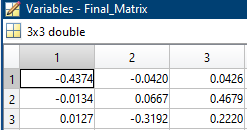 Variables - Final_Matrix
3x3 double
1 2 3
1 -0.4374 -0.0420 0.0426
2 -0.0134 0.0667 0.4679
3 0.0127 -0.3192 0.2220